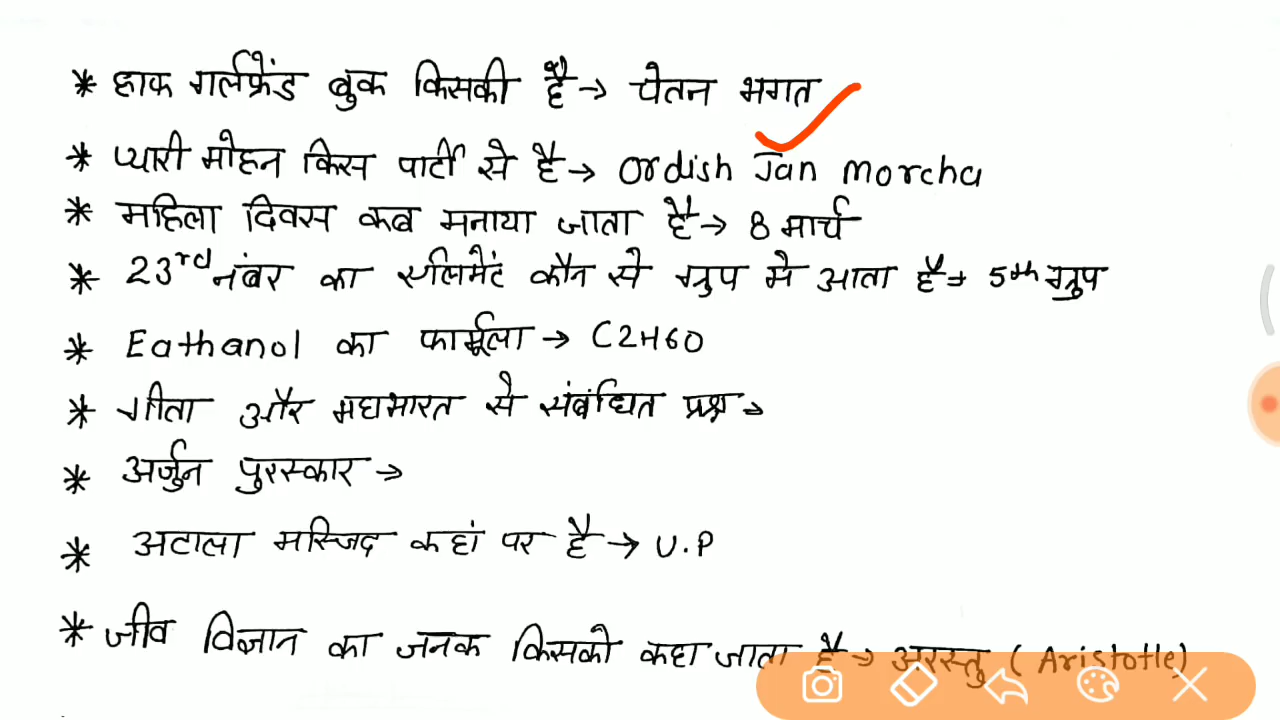 * हाफ गर्लफ्रेंड बुक किसकी है → चेतन भगत
* प्यारी मोहन किस पार्टी से है → ordish Jan morcha
* महिला दिवस कब मनाया जाता है → 8 मार्च
* 23rd नंबर का एलिमेंट कौन से ग्रुप मे आता है → 5th ग्रुप
* Eathanol का फार्मूला → C2H6O
* गीता और महाभारत से संबंधित प्रश्न →
* अर्जुन पुरस्कार →
* अटाला मस्जिद कहां पर है → U.P
* जीव विज्ञान का जनक किसको कहा जाता है → अरस्तु ( Aristotle)